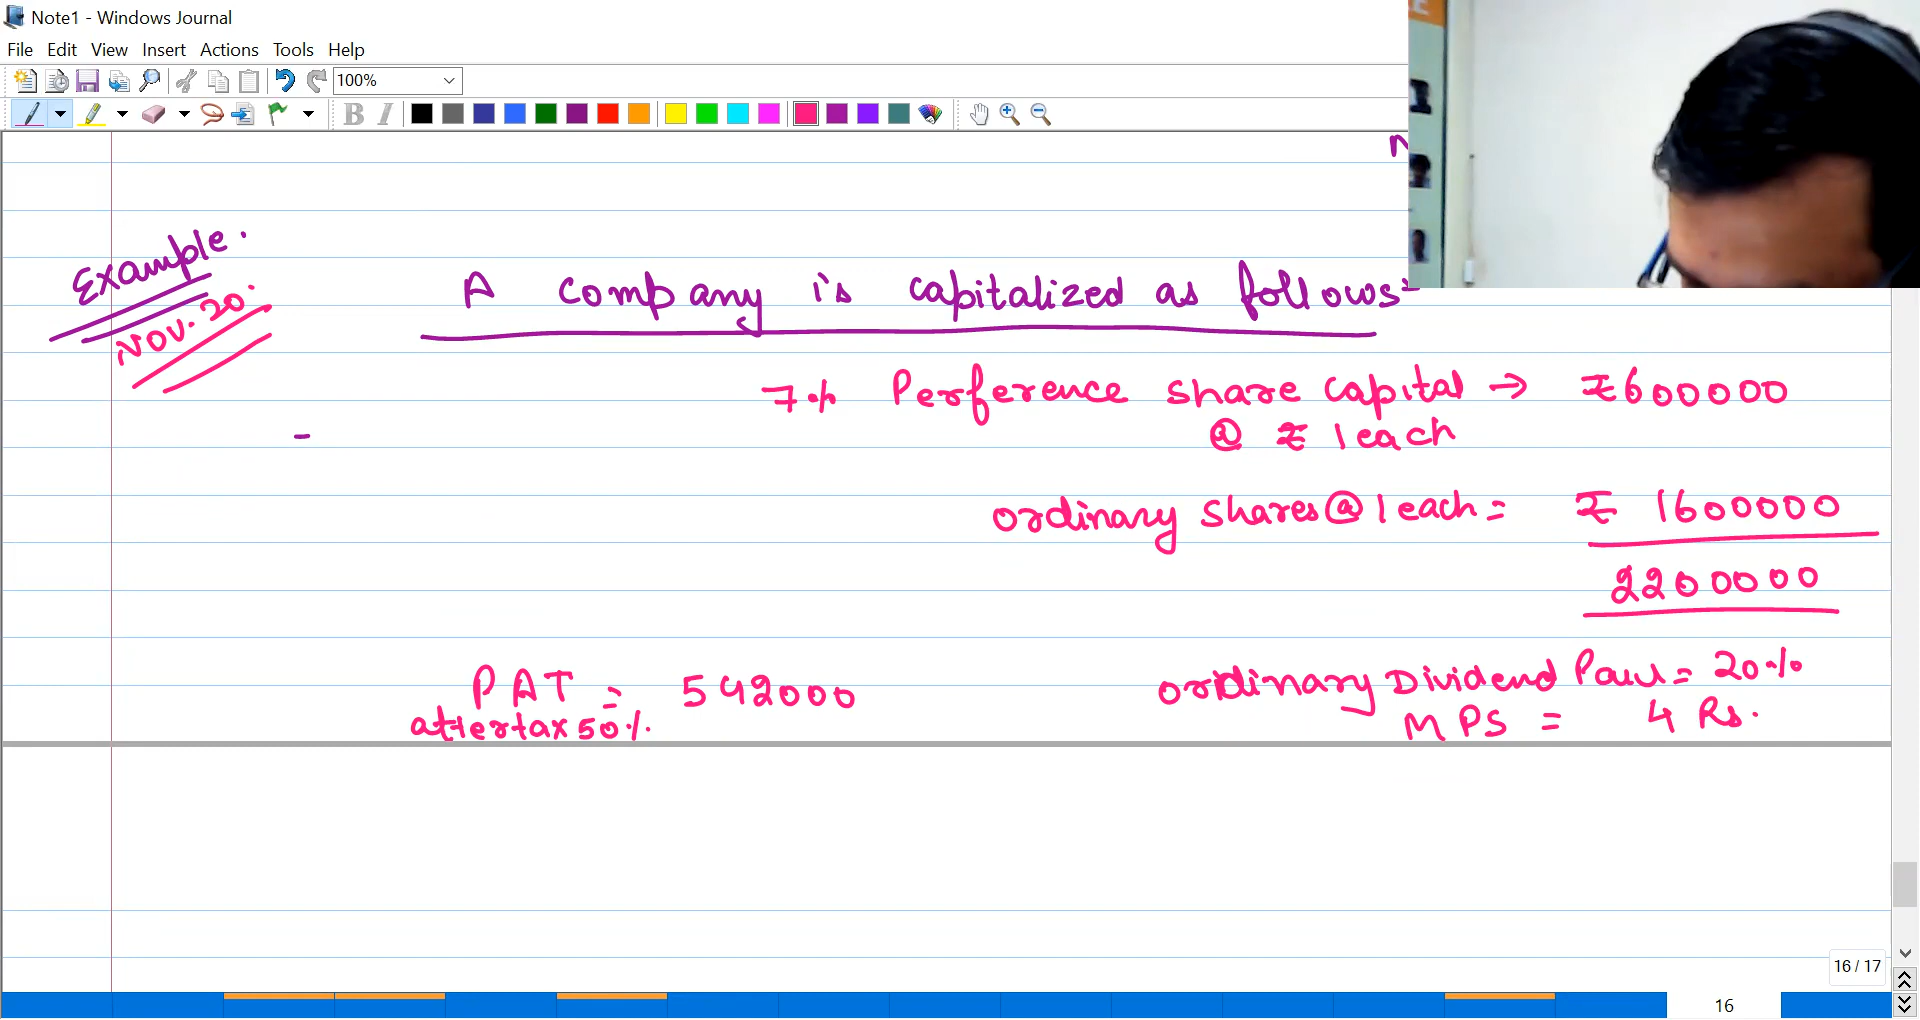 Note1 - Windows Journal
File Edit View Insert Actions Tools Help
100%
B I
Example.
Nov. 20.
A company is capitalized as follows:-
7% Perference share capital → ₹600000
@ ₹ 1 each
ordinary shares @ 1 each = ₹ 1600000
2200000
PAT = 542000
after tax 50%.
ordinary Dividend Paid = 20%
MPS = 4 Rs.
16 / 17
16